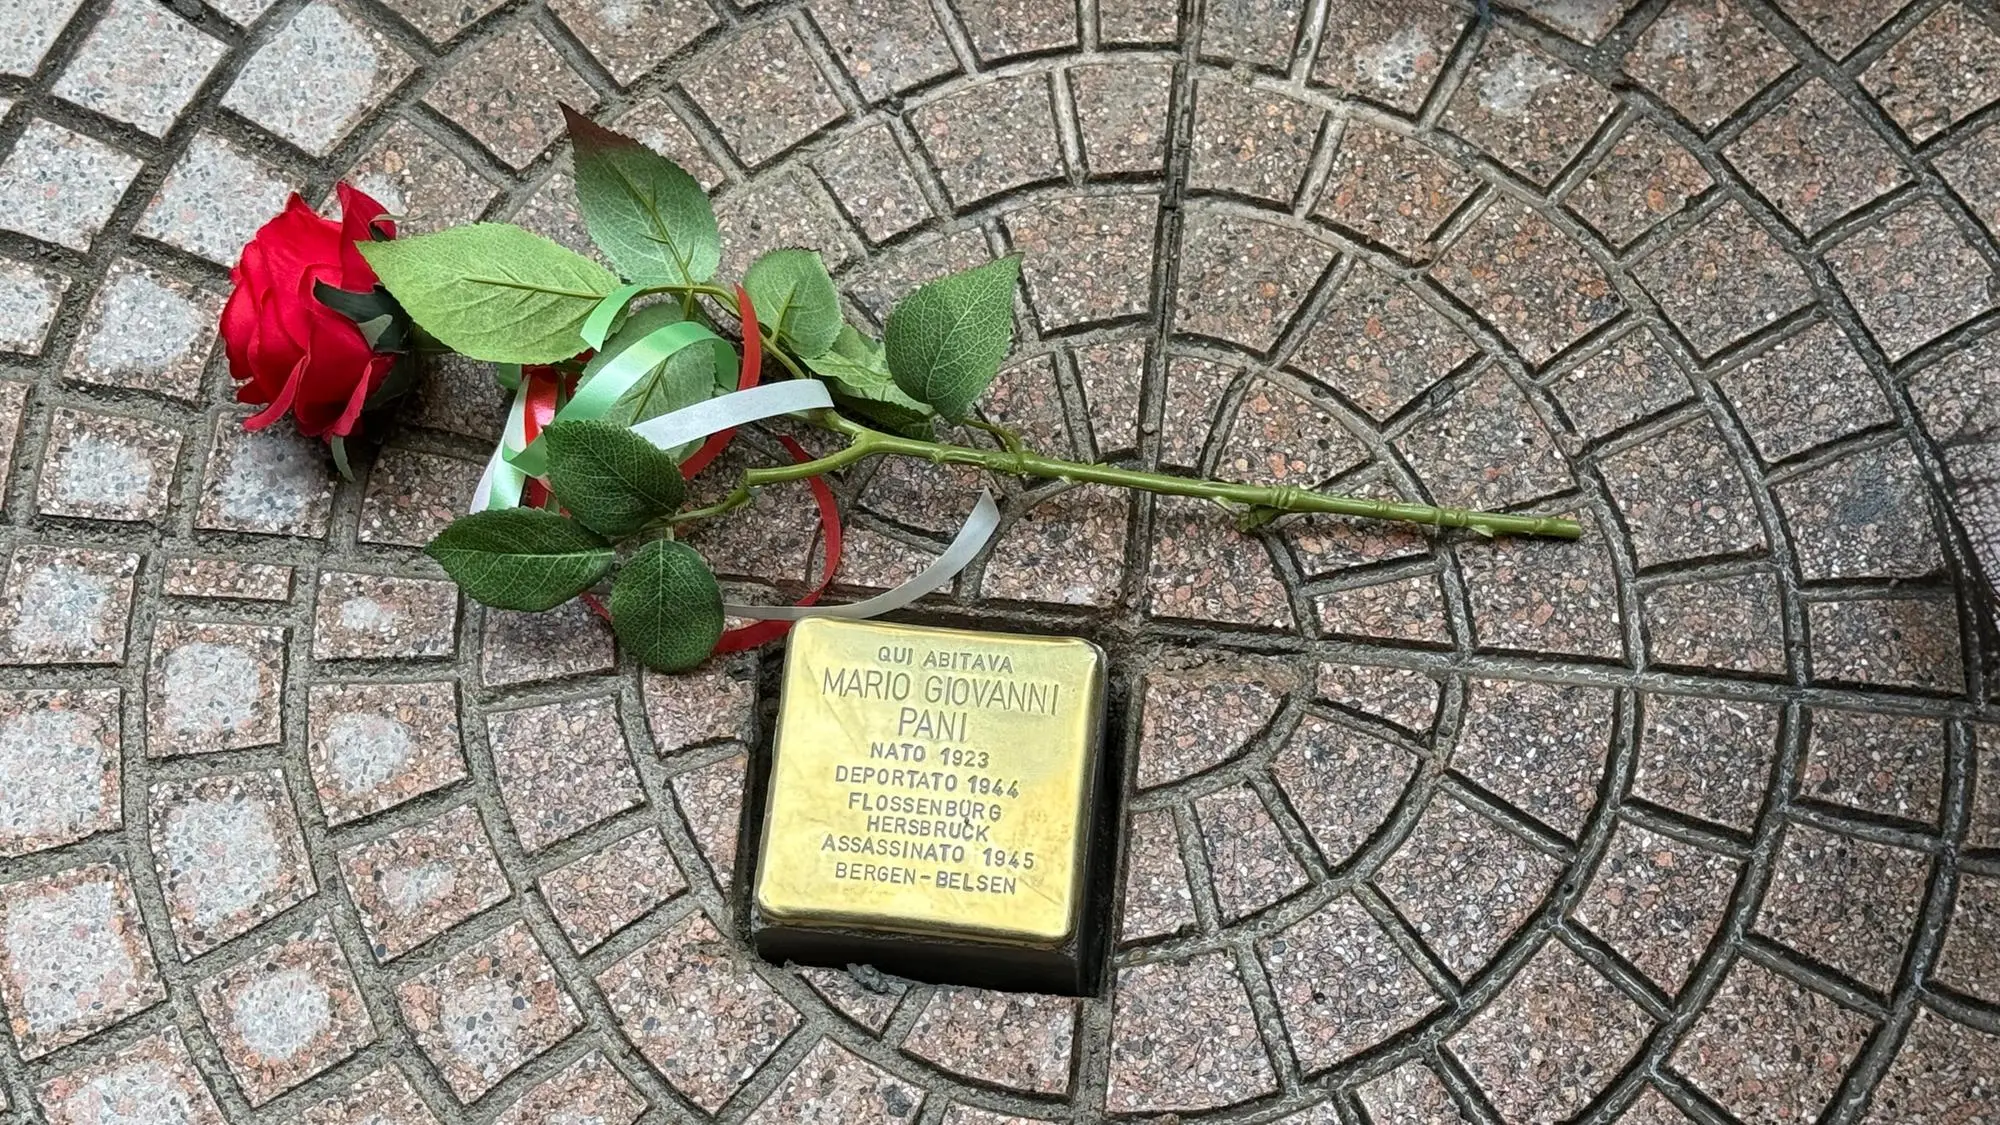 QUI ABITAVA
MARIO GIOVANNI
PANI
NATO 1923
DEPORTATO 1944
FLOSSENBÜRG
HERSBRUCK
ASSASSINATO 1945
BERGEN-BELSEN